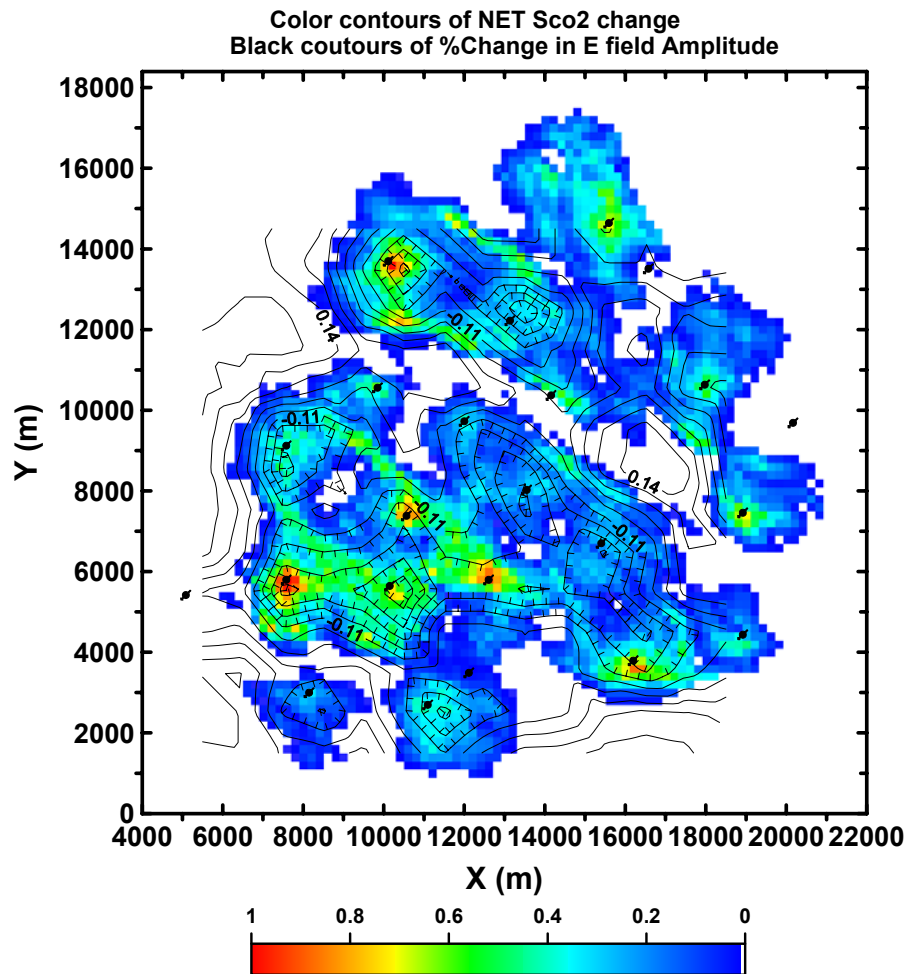 Color contours of NET Sco2 change
Black coutours of %Change in E field Amplitude
18000
16000
14000
12000
10000
8000
6000
4000
2000
0
Y (m)
0.14
-0.11
-0.11
0.14
-0.11
-0.11
-0.11
4000 6000 8000 10000 12000 14000 16000 18000 20000 22000
X (m)
1 0.8 0.6 0.4 0.2 0